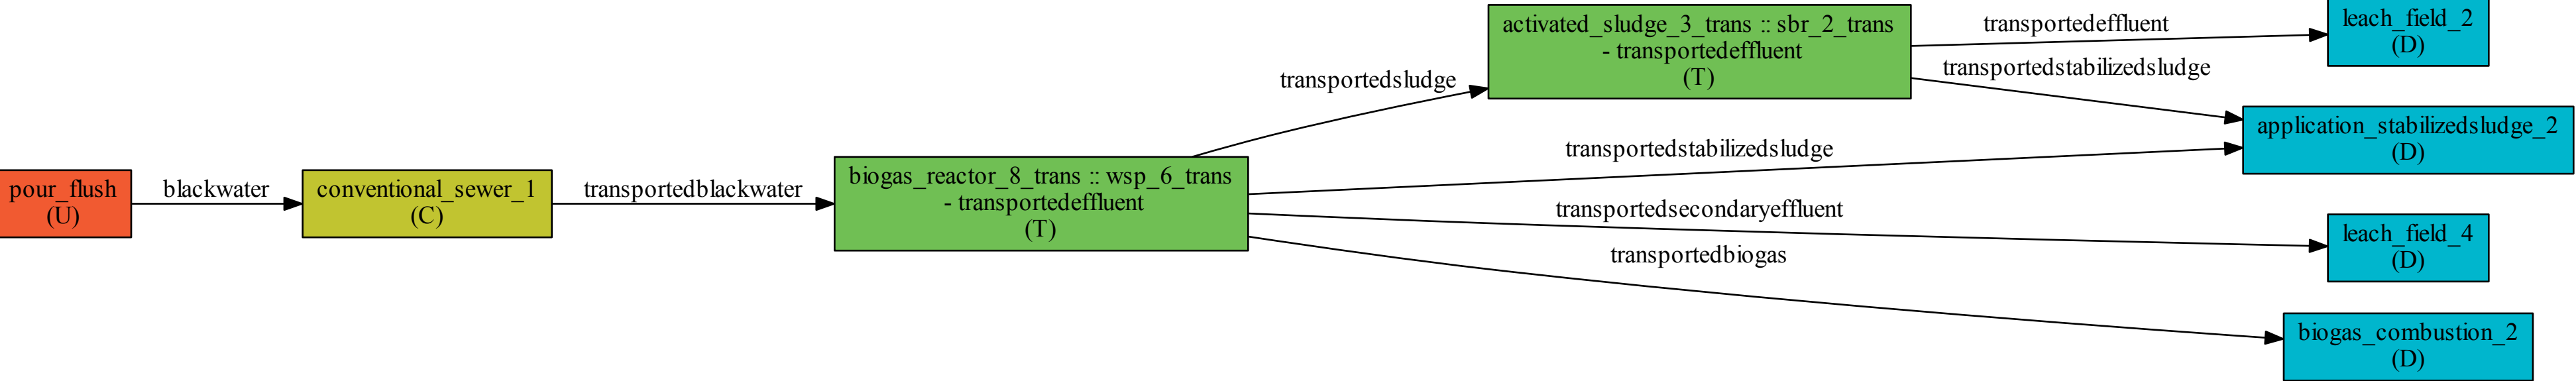 pour_flush
(U)
blackwater
conventional_sewer_1
(C)
transportedblackwater
biogas_reactor_8_trans :: wsp_6_trans
- transportedeffluent
(T)
transportedsludge
activated_sludge_3_trans :: sbr_2_trans
- transportedeffluent
(T)
transportedeffluent
transportedstabilizedsludge
transportedstabilizedsludge
transportedsecondaryeffluent
transportedbiogas
leach_field_2
(D)
application_stabilizedsludge_2
(D)
leach_field_4
(D)
biogas_combustion_2
(D)